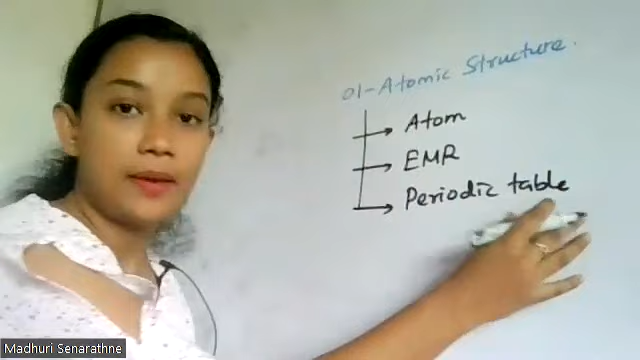 01-Atomic Structure.
Atom
EMR
Periodic table
Madhuri Senarathne